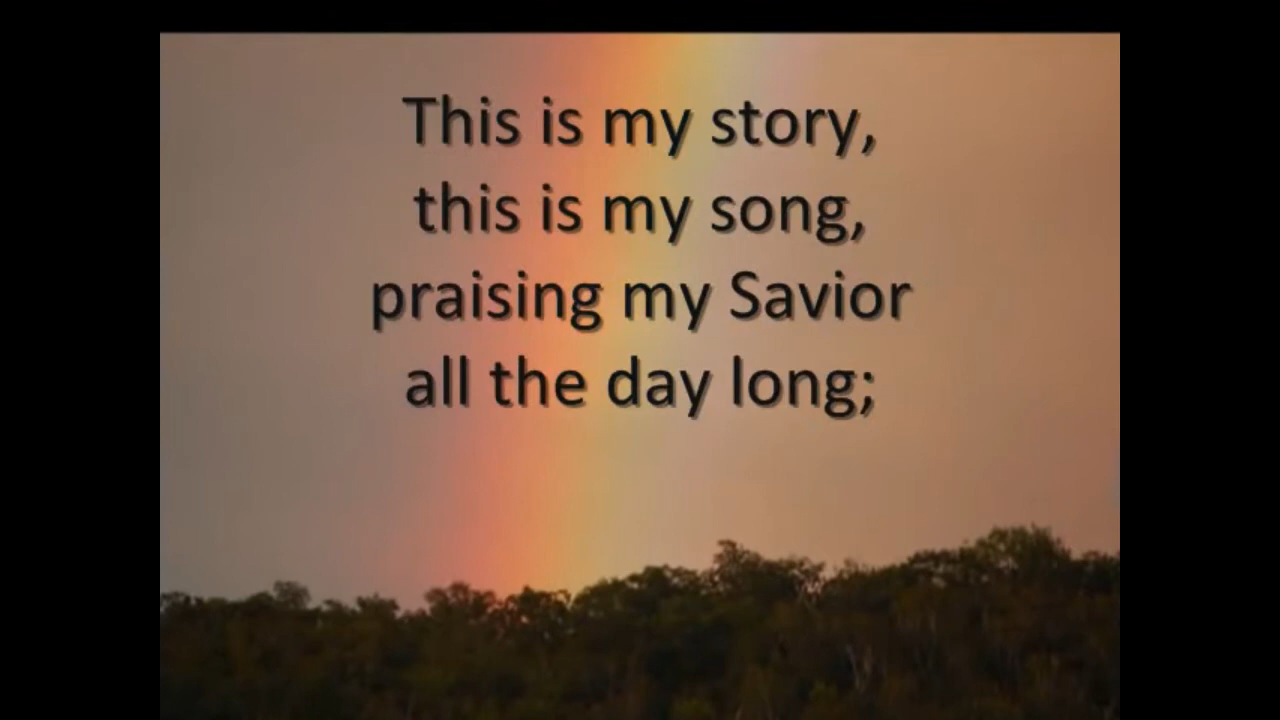 This is my story,
this is my song,
praising my Savior
all the day long;